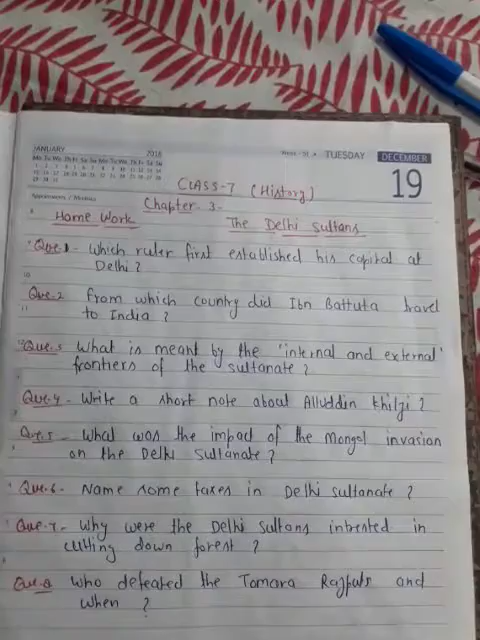 JANUARY 2018
TUESDAY DECEMBER
19
CLASS-7 (History)
Chapter-3-
Home Work The Delhi Sultans
Que.1- Which ruler first established his capital at
Delhi?
Que.2 From which country did Ibn Battuta travel
to India?
Que.3 What is meant by the 'internal and external'
frontiers of the sultanate?
Que.4- Write a short note about Alluddin Khilji?
Que.5- What was the impact of the Mongol invasion
on the Delhi Sultanate?
Que.6- Name some taxes in Delhi Sultanate?
Que.7- Why were the Delhi Sultans intrested in
cutting down forest?
Que.8 Who defeated the Tomara Rajputs and
when ?